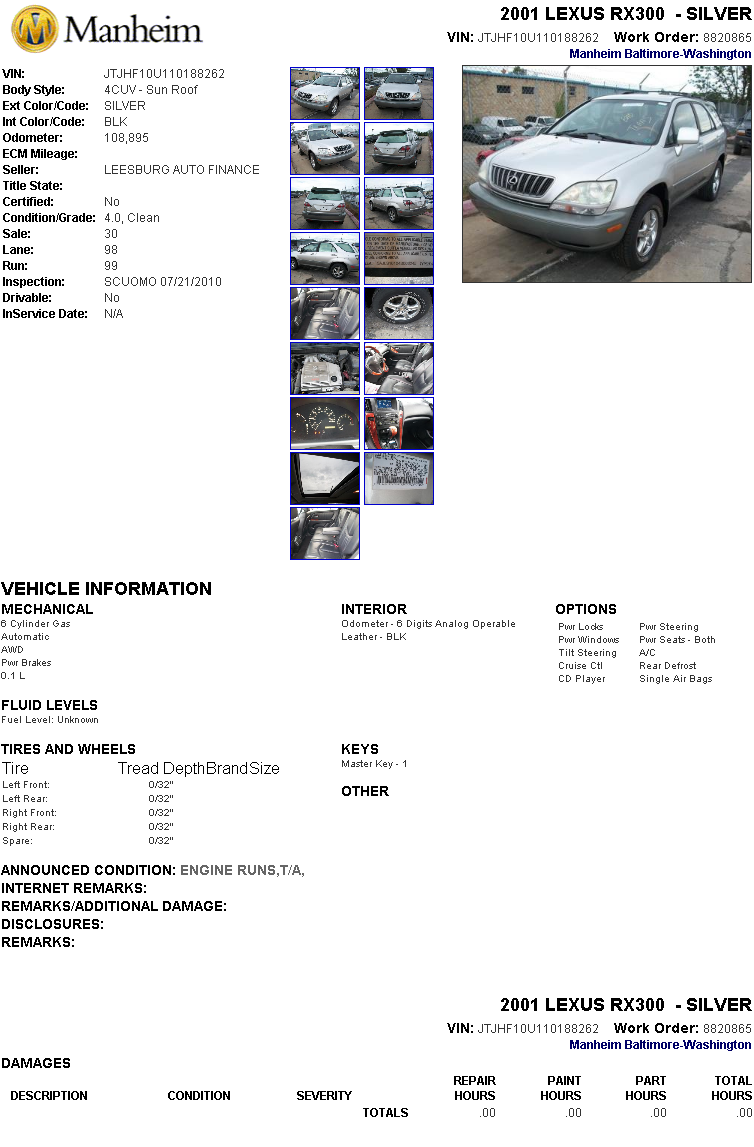 Manheim
2001 LEXUS RX300 - SILVER
VIN: JTJHF10U110188262 Work Order: 8820865
Manheim Baltimore-Washington
VIN: JTJHF10U110188262
Body Style: 4CUV - Sun Roof
Ext Color/Code: SILVER
Int Color/Code: BLK
Odometer: 108,895
ECM Mileage:
Seller: LEESBURG AUTO FINANCE
Title State:
Certified: No
Condition/Grade: 4.0, Clean
Sale: 30
Lane: 98
Run: 99
Inspection: SCUOMO 07/21/2010
Drivable: No
InService Date: N/A
VEHICLE INFORMATION
MECHANICAL
6 Cylinder Gas
Automatic
AWD
Pwr Brakes
0.1 L
INTERIOR
Odometer - 6 Digits Analog Operable
Leather - BLK
OPTIONS
Pwr Locks Pwr Steering
Pwr Windows Pwr Seats - Both
Tilt Steering A/C
Cruise Ctl Rear Defrost
CD Player Single Air Bags
FLUID LEVELS
Fuel Level: Unknown
TIRES AND WHEELS
Tire Tread DepthBrandSize
Left Front: 0/32"
Left Rear: 0/32"
Right Front: 0/32"
Right Rear: 0/32"
Spare: 0/32"
KEYS
Master Key - 1
OTHER
ANNOUNCED CONDITION: ENGINE RUNS,T/A,
INTERNET REMARKS:
REMARKS/ADDITIONAL DAMAGE:
DISCLOSURES:
REMARKS:
2001 LEXUS RX300 - SILVER
VIN: JTJHF10U110188262 Work Order: 8820865
Manheim Baltimore-Washington
DAMAGES
DESCRIPTION CONDITION SEVERITY REPAIR HOURS PAINT HOURS PART HOURS TOTAL HOURS
TOTALS .00 .00 .00 .00